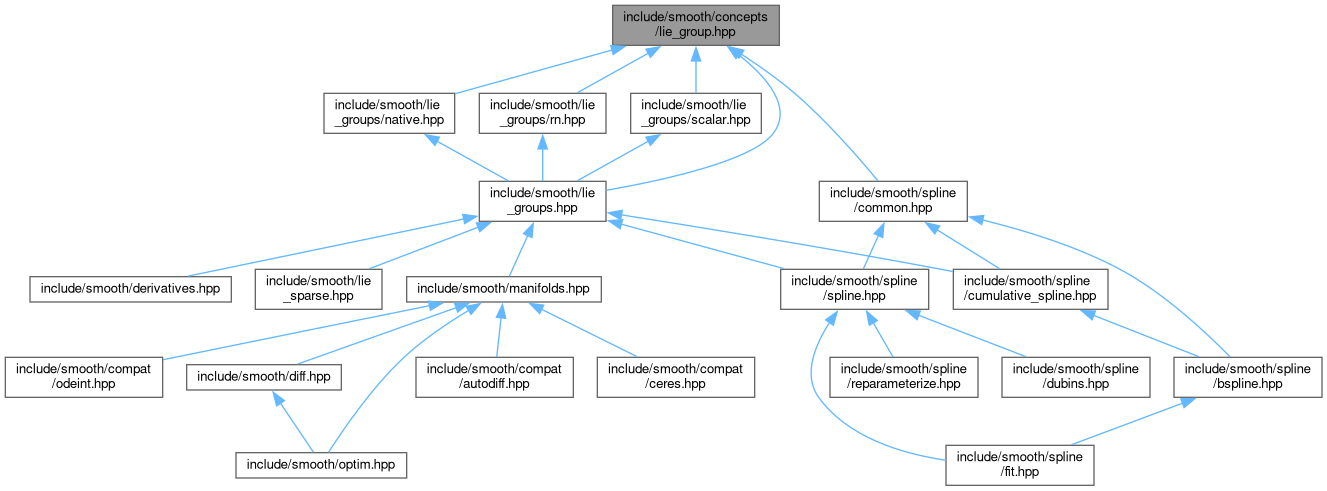 include/smooth/concepts
/lie_group.hpp
include/smooth/lie
_groups/native.hpp
include/smooth/lie
_groups/rn.hpp
include/smooth/lie
_groups/scalar.hpp
include/smooth/lie
_groups.hpp
include/smooth/spline
/common.hpp
include/smooth/derivatives.hpp
include/smooth/lie
_sparse.hpp
include/smooth/manifolds.hpp
include/smooth/spline
/spline.hpp
include/smooth/spline
/cumulative_spline.hpp
include/smooth/compat
/odeint.hpp
include/smooth/diff.hpp
include/smooth/compat
/autodiff.hpp
include/smooth/compat
/ceres.hpp
include/smooth/spline
/reparameterize.hpp
include/smooth/spline
/dubins.hpp
include/smooth/spline
/bspline.hpp
include/smooth/optim.hpp
include/smooth/spline
/fit.hpp